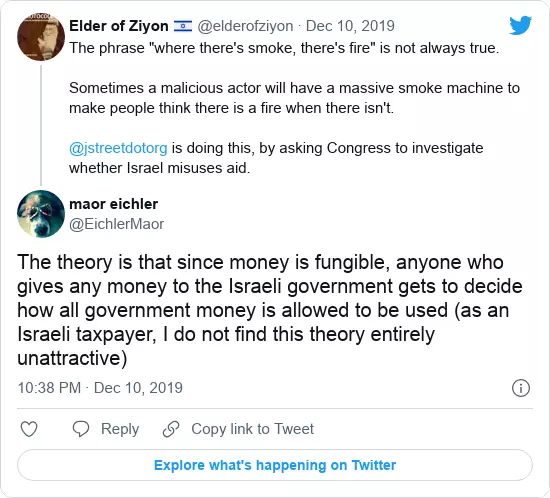 Elder of Ziyon 🇮🇱 @elderofziyon · Dec 10, 2019
The phrase "where there's smoke, there's fire" is not always true.
Sometimes a malicious actor will have a massive smoke machine to
make people think there is a fire when there isn't.
@jstreetdotorg is doing this, by asking Congress to investigate
whether Israel misuses aid.
maor eichler
@EichlerMaor
The theory is that since money is fungible, anyone who
gives any money to the Israeli government gets to decide
how all government money is allowed to be used (as an
Israeli taxpayer, I do not find this theory entirely
unattractive)
10:38 PM · Dec 10, 2019
Reply
Copy link to Tweet
Explore what's happening on Twitter